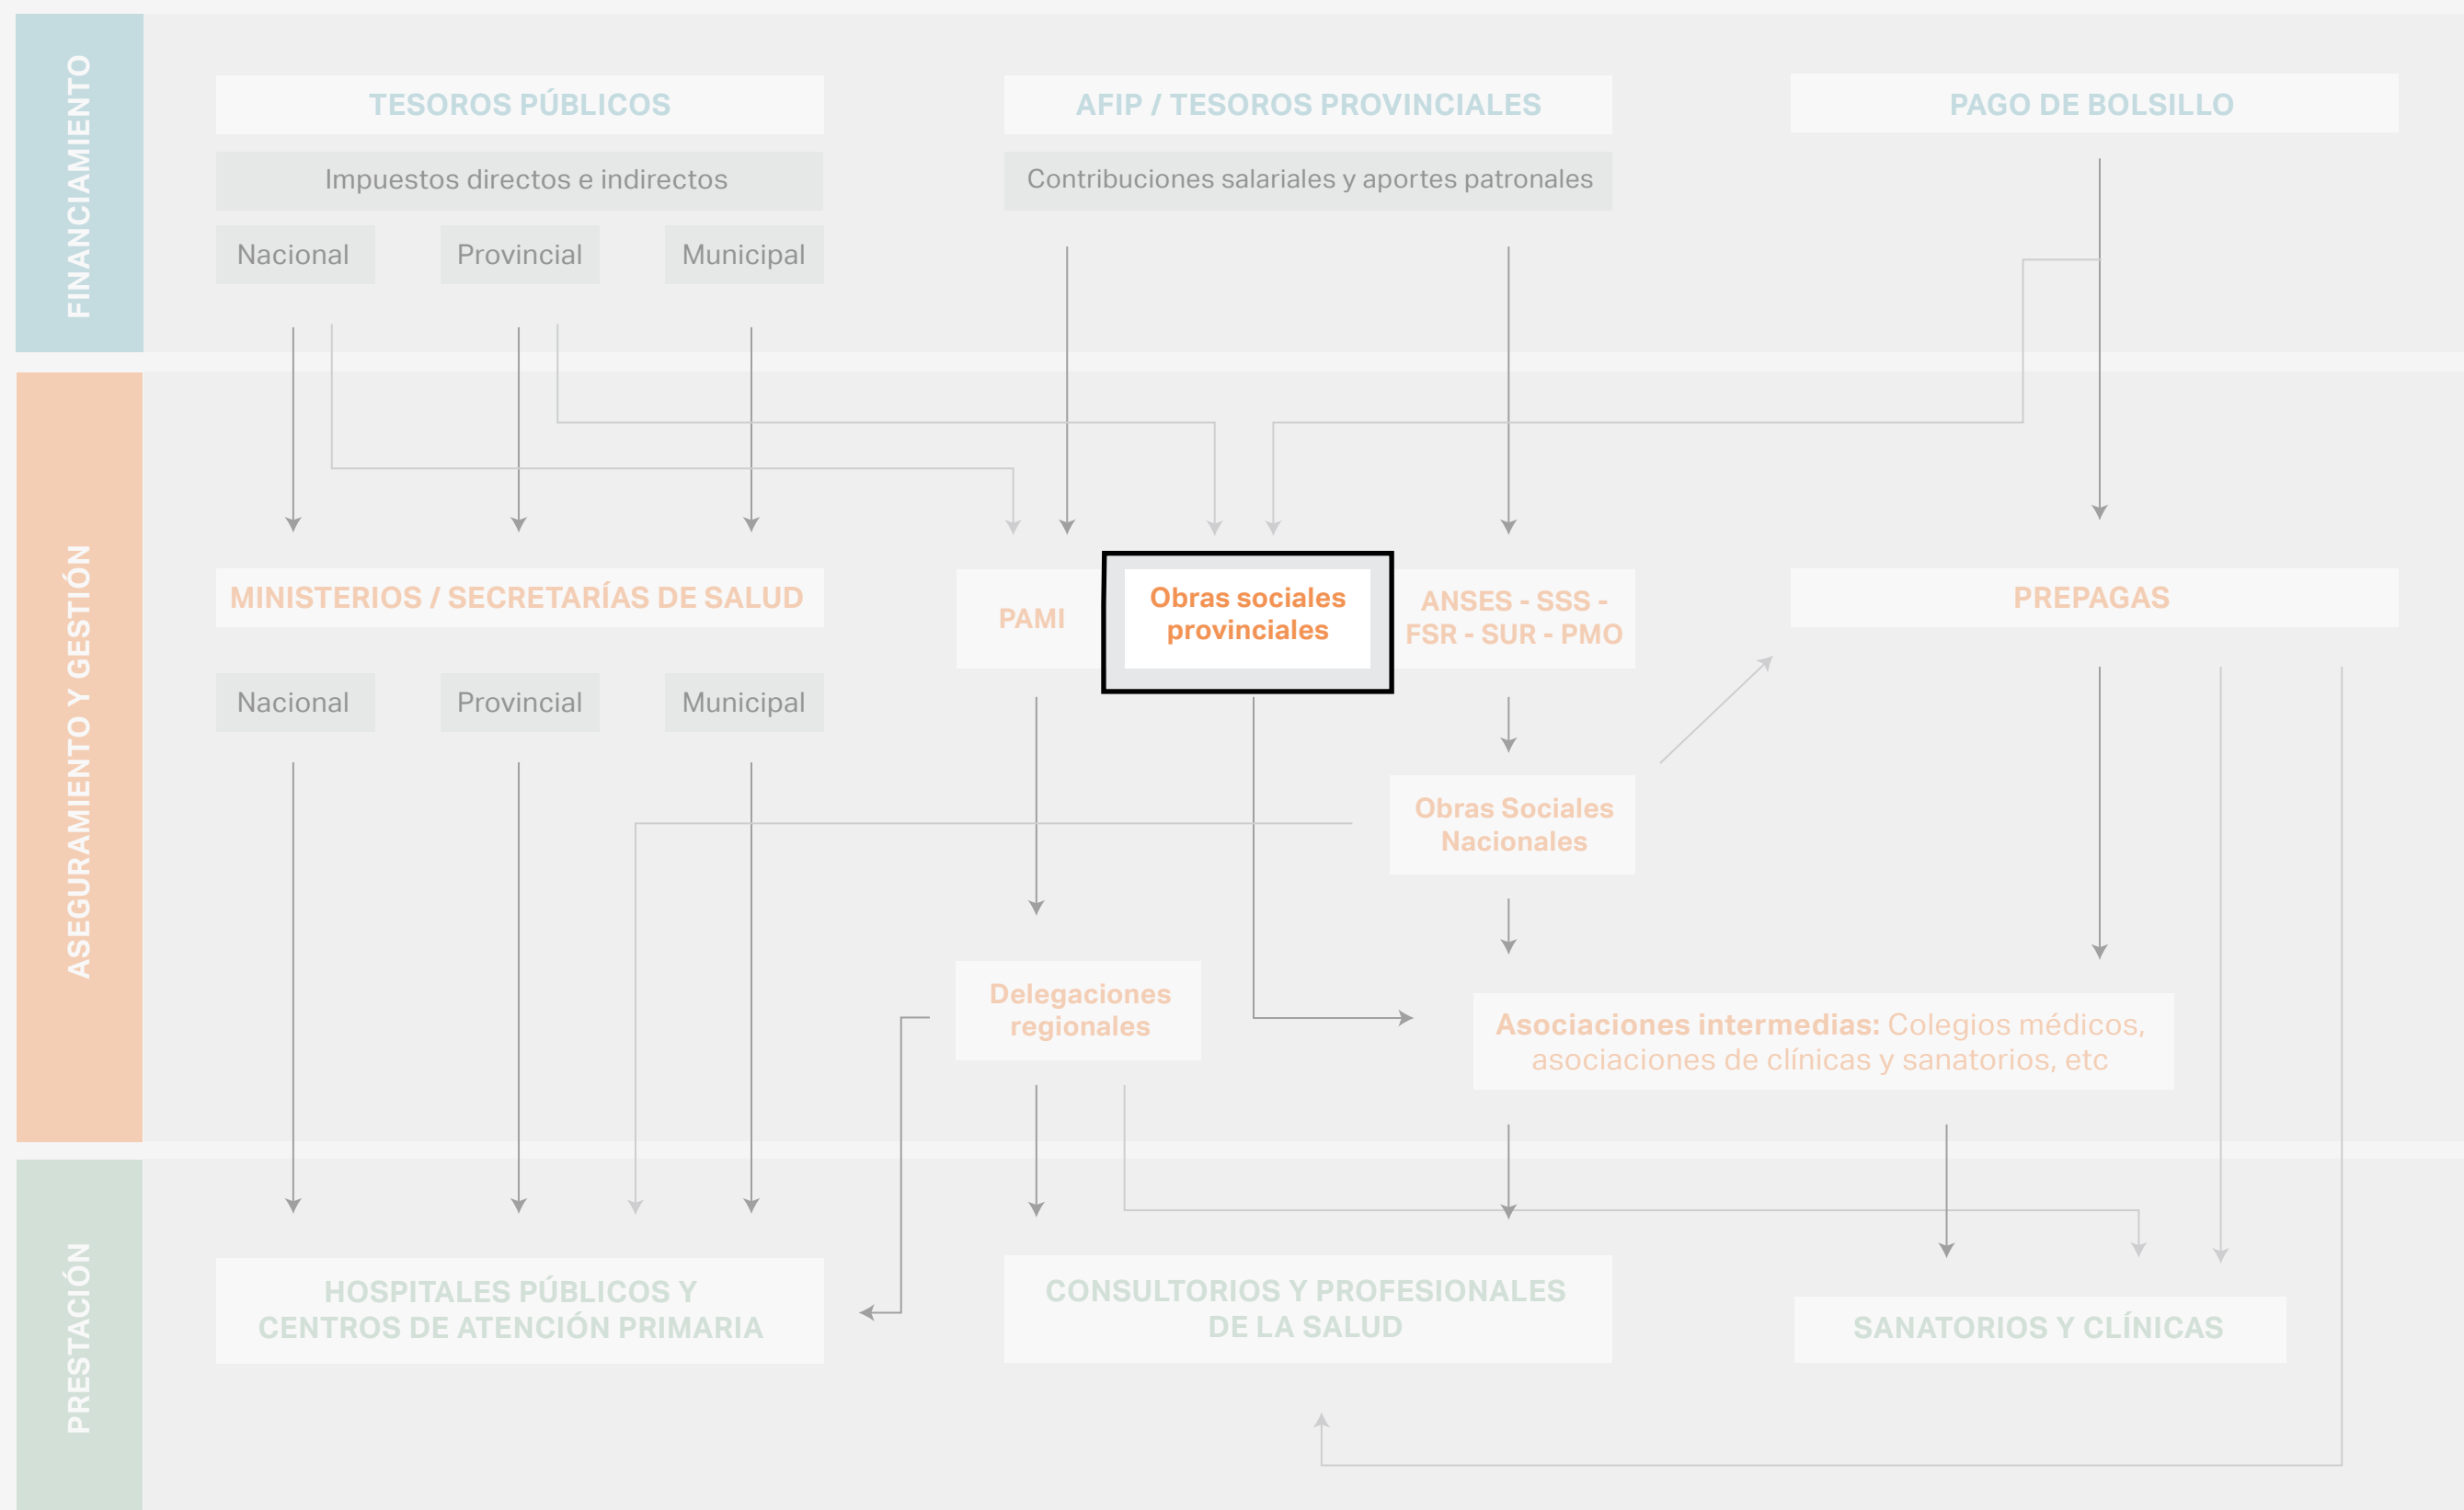 FINANCIAMIENTO
TESOROS PÚBLICOS
Impuestos directos e indirectos
Nacional
Provincial
Municipal
AFIP / TESOROS PROVINCIALES
Contribuciones salariales y aportes patronales
PAGO DE BOLSILLO
ASEGURAMIENTO Y GESTIÓN
MINISTERIOS / SECRETARÍAS DE SALUD
Nacional
Provincial
Municipal
PAMI
Obras sociales
provinciales
ANSES - SSS -
FSR - SUR - PMO
PREPAGAS
Obras Sociales
Nacionales
Delegaciones
regionales
Asociaciones intermedias: Colegios médicos,
asociaciones de clínicas y sanatorios, etc
PRESTACIÓN
HOSPITALES PÚBLICOS Y
CENTROS DE ATENCIÓN PRIMARIA
CONSULTORIOS Y PROFESIONALES
DE LA SALUD
SANATORIOS Y CLÍNICAS